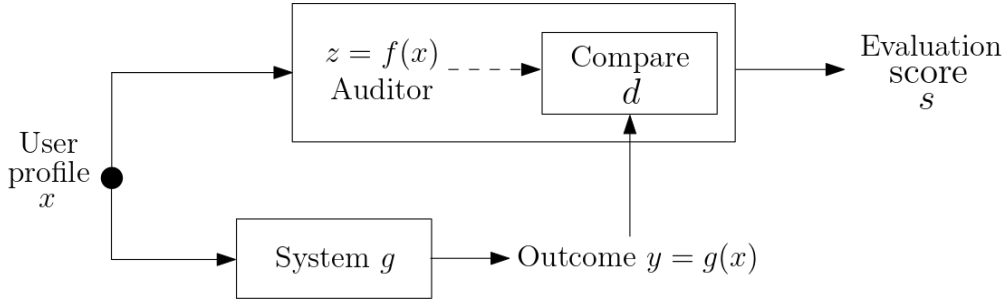 z = f(x)
Auditor
Compare
d
Evaluation
score
s
User
profile
x
System g
Outcome y = g(x)